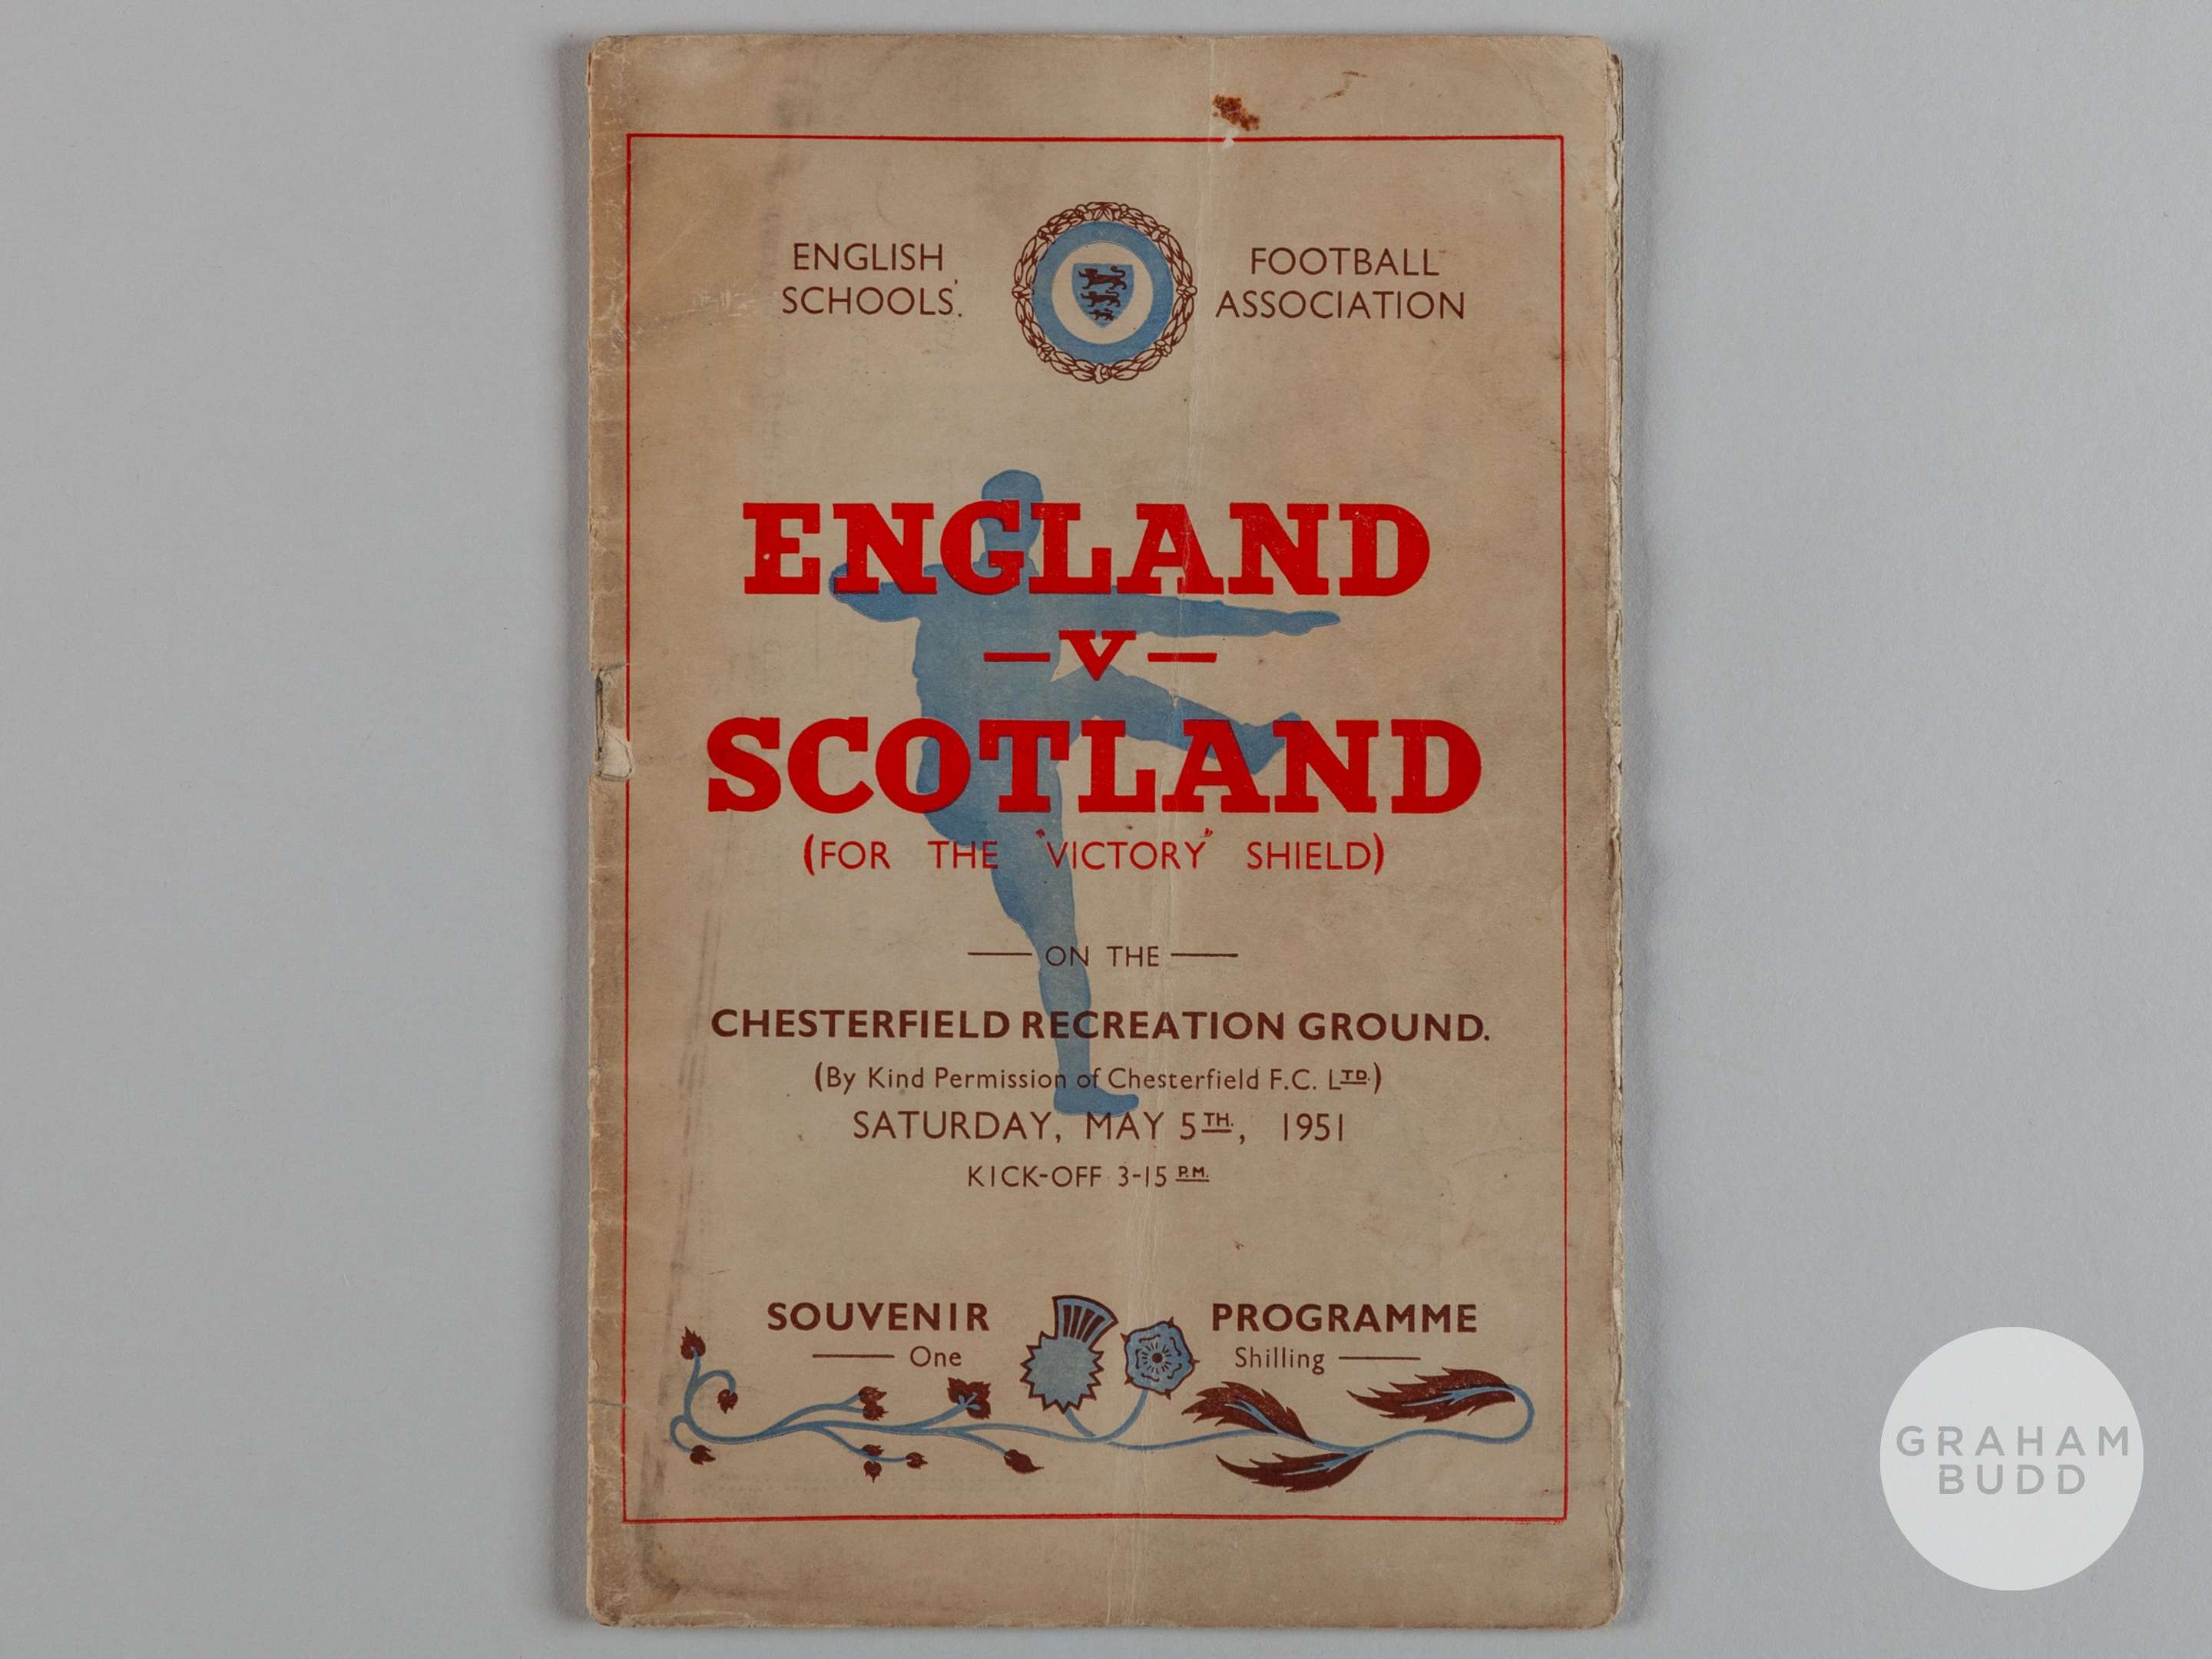 ENGLISH FOOTBALL
SCHOOLS'. ASSOCIATION
ENGLAND
— V —
SCOTLAND
(FOR THE "VICTORY" SHIELD)
— ON THE —
CHESTERFIELD RECREATION GROUND.
(By Kind Permission of Chesterfield F.C. LTD.)
SATURDAY, MAY 5TH., 1951
KICK-OFF 3-15 P.M.
SOUVENIR PROGRAMME
— One Shilling —
GRAHAM
BUDD